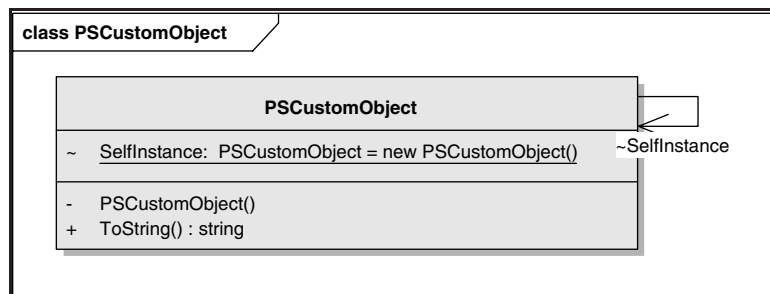 class PSCustomObject
PSCustomObject
~ SelfInstance: PSCustomObject = new PSCustomObject()
~SelfInstance
- PSCustomObject()
+ ToString() : string